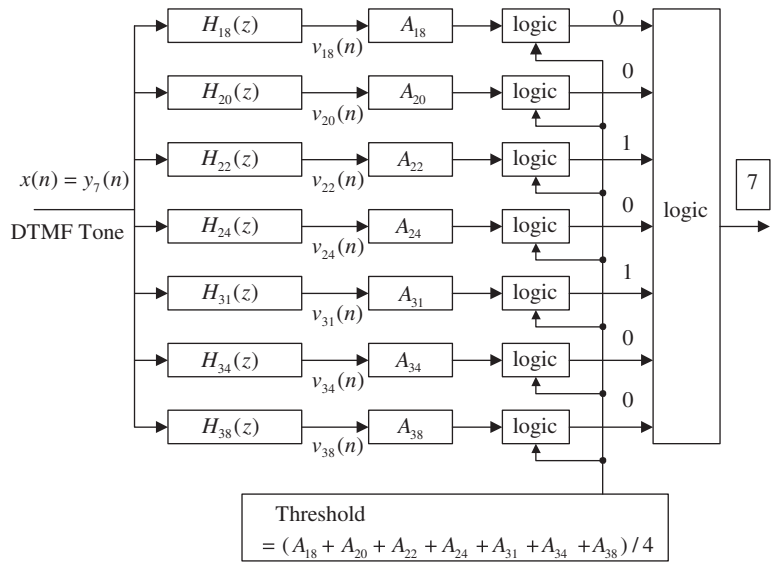 H₁₈(z) A₁₈ logic 0
v₁₈(n)
H₂₀(z) A₂₀ logic 0
v₂₀(n)
H₂₂(z) A₂₂ logic 1
v₂₂(n)
x(n) = y₇(n)
DTMF Tone
H₂₄(z) A₂₄ logic 0
v₂₄(n)
logic
7
H₃₁(z) A₃₁ logic 1
v₃₁(n)
H₃₄(z) A₃₄ logic 0
v₃₄(n)
H₃₈(z) A₃₈ logic 0
v₃₈(n)
Threshold
= (A₁₈ + A₂₀ + A₂₂ + A₂₄ + A₃₁ + A₃₄ + A₃₈) / 4